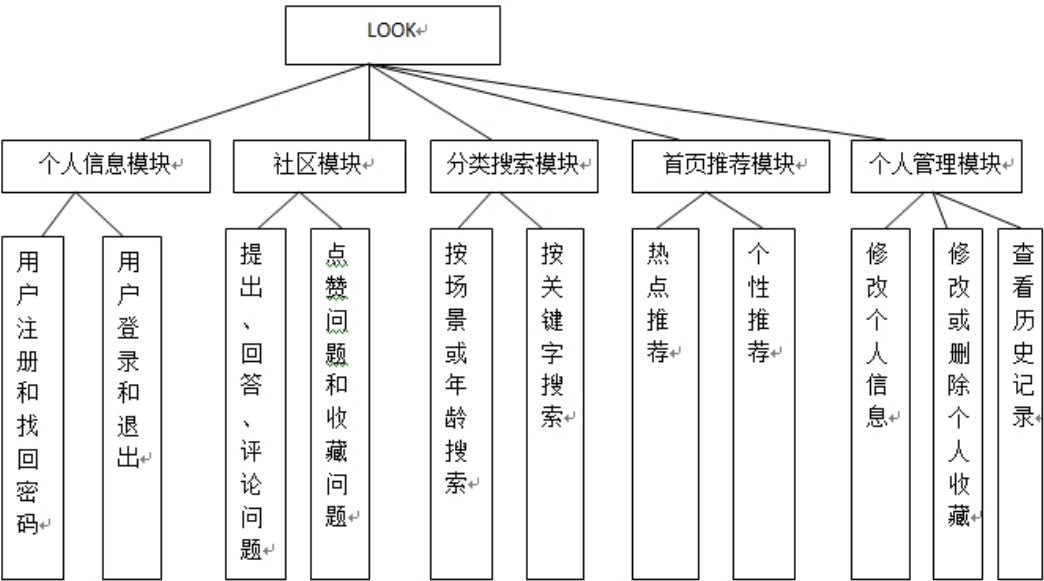 LOOK
个人信息模块
社区模块
分类搜索模块
首页推荐模块
个人管理模块
用户注册和找回密码
用户登录和退出
提出、回答、评论问题
点赞问题和收藏问题
按场景或年龄搜索
按关键字搜索
热点推荐
个性推荐
修改个人信息
修改或删除个人收藏
查看历史记录